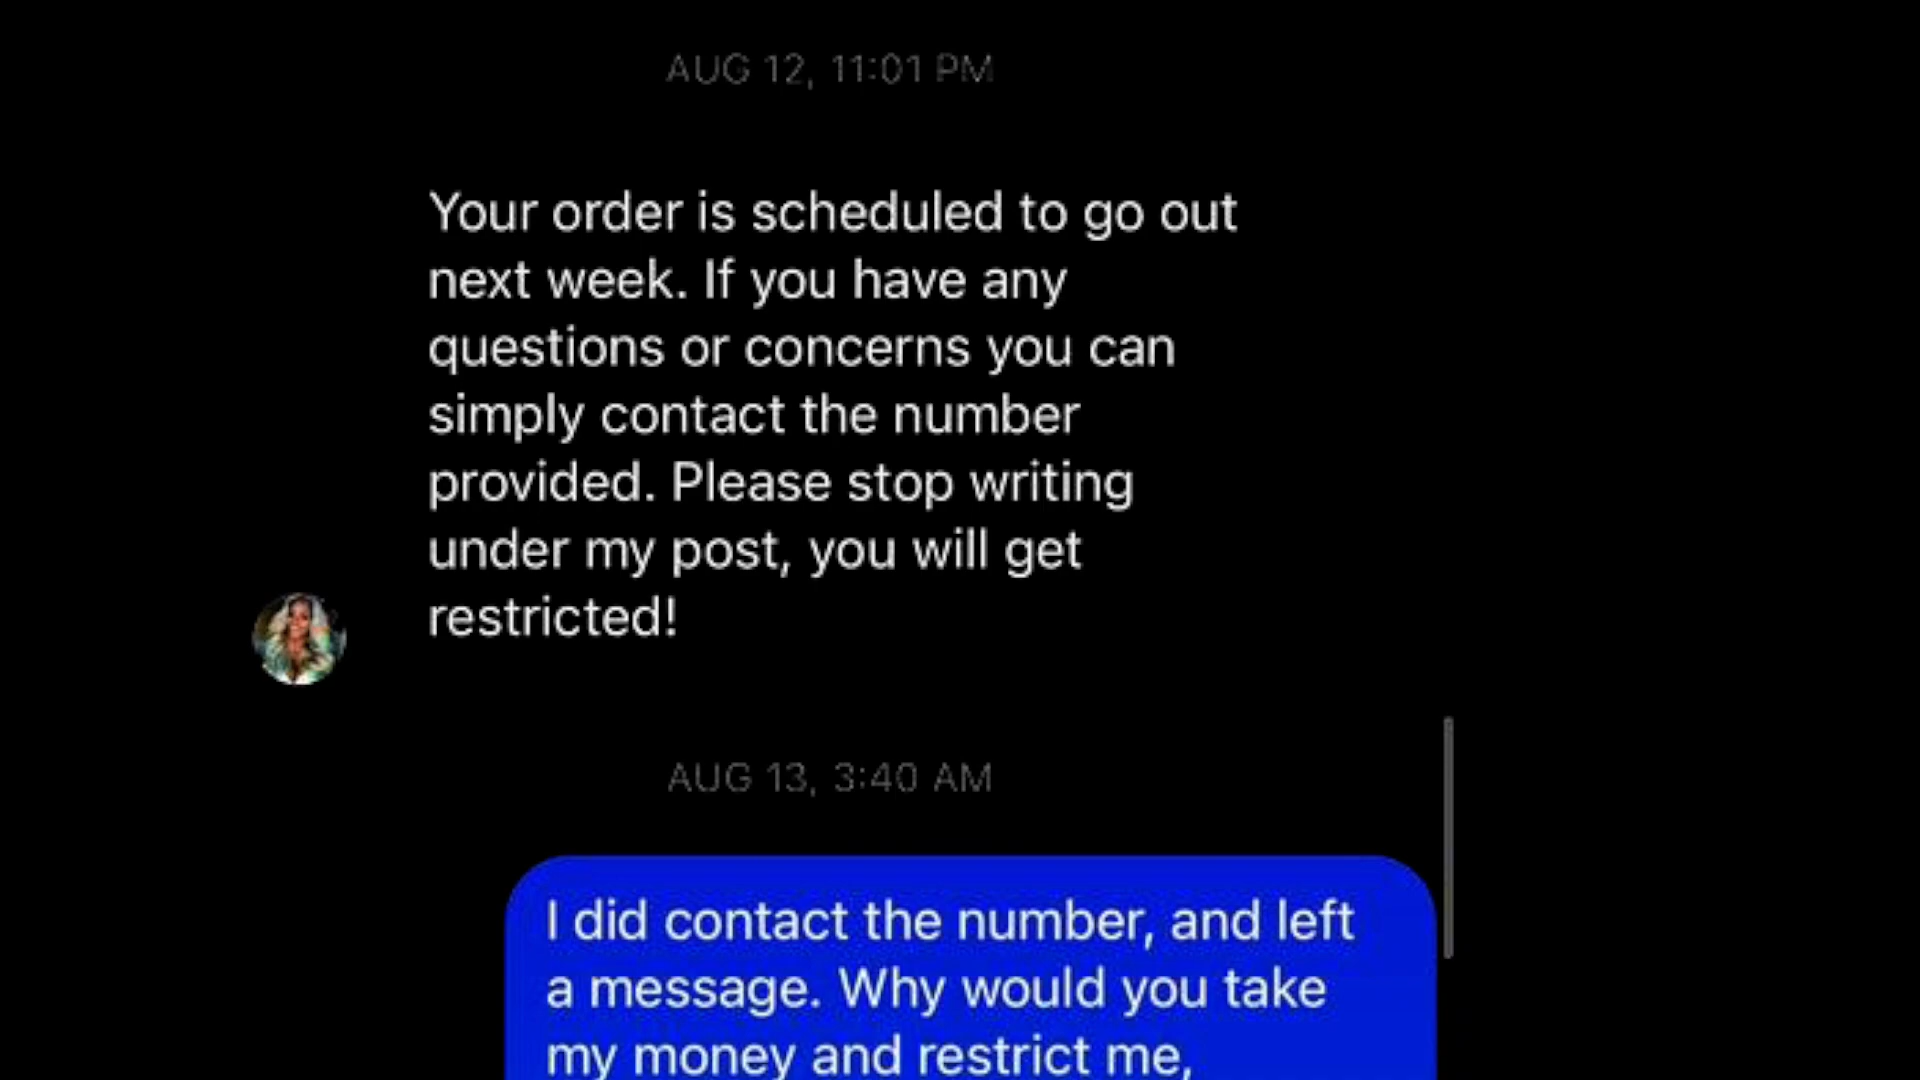 AUG 12, 11:01 PM
Your order is scheduled to go out
next week. If you have any
questions or concerns you can
simply contact the number
provided. Please stop writing
under my post, you will get
restricted!
AUG 13, 3:40 AM
I did contact the number, and left
a message. Why would you take
my money and restrict me,